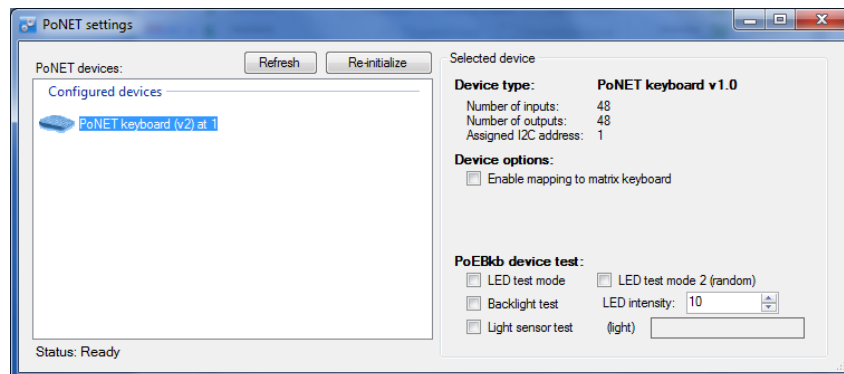 PoNET settings
PoNET devices:
Refresh
Re-initialize
Configured devices
PoNET keyboard (v2) at 1
Status: Ready
Selected device
Device type: PoNET keyboard v1.0
Number of inputs: 48
Number of outputs: 48
Assigned I2C address: 1
Device options:
Enable mapping to matrix keyboard
PoEBkb device test:
LED test mode
LED test mode 2 (random)
Backlight test
LED intensity: 10
Light sensor test
(light)